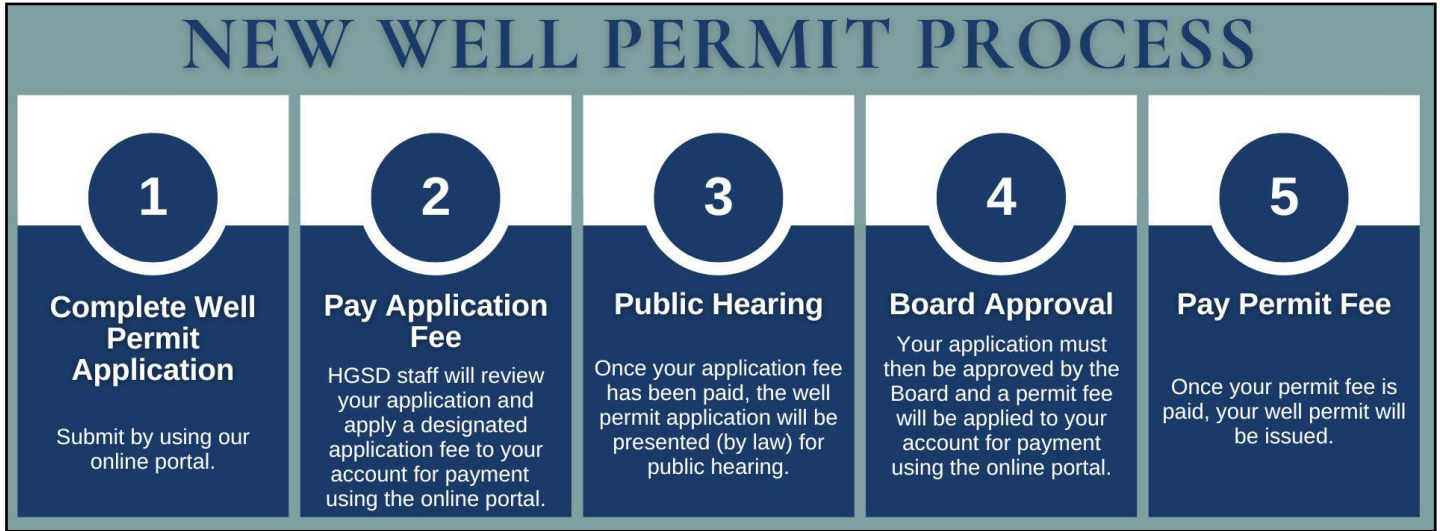 NEW WELL PERMIT PROCESS
1
Complete Well
Permit
Application
Submit by using our
online portal.
2
Pay Application
Fee
HGSD staff will review
your application and
apply a designated
application fee to your
account for payment
using the online portal.
3
Public Hearing
Once your application fee
has been paid, the well
permit application will be
presented (by law) for
public hearing.
4
Board Approval
Your application must
then be approved by the
Board and a permit fee
will be applied to your
account for payment
using the online portal.
5
Pay Permit Fee
Once your permit fee is
paid, your well permit will
be issued.